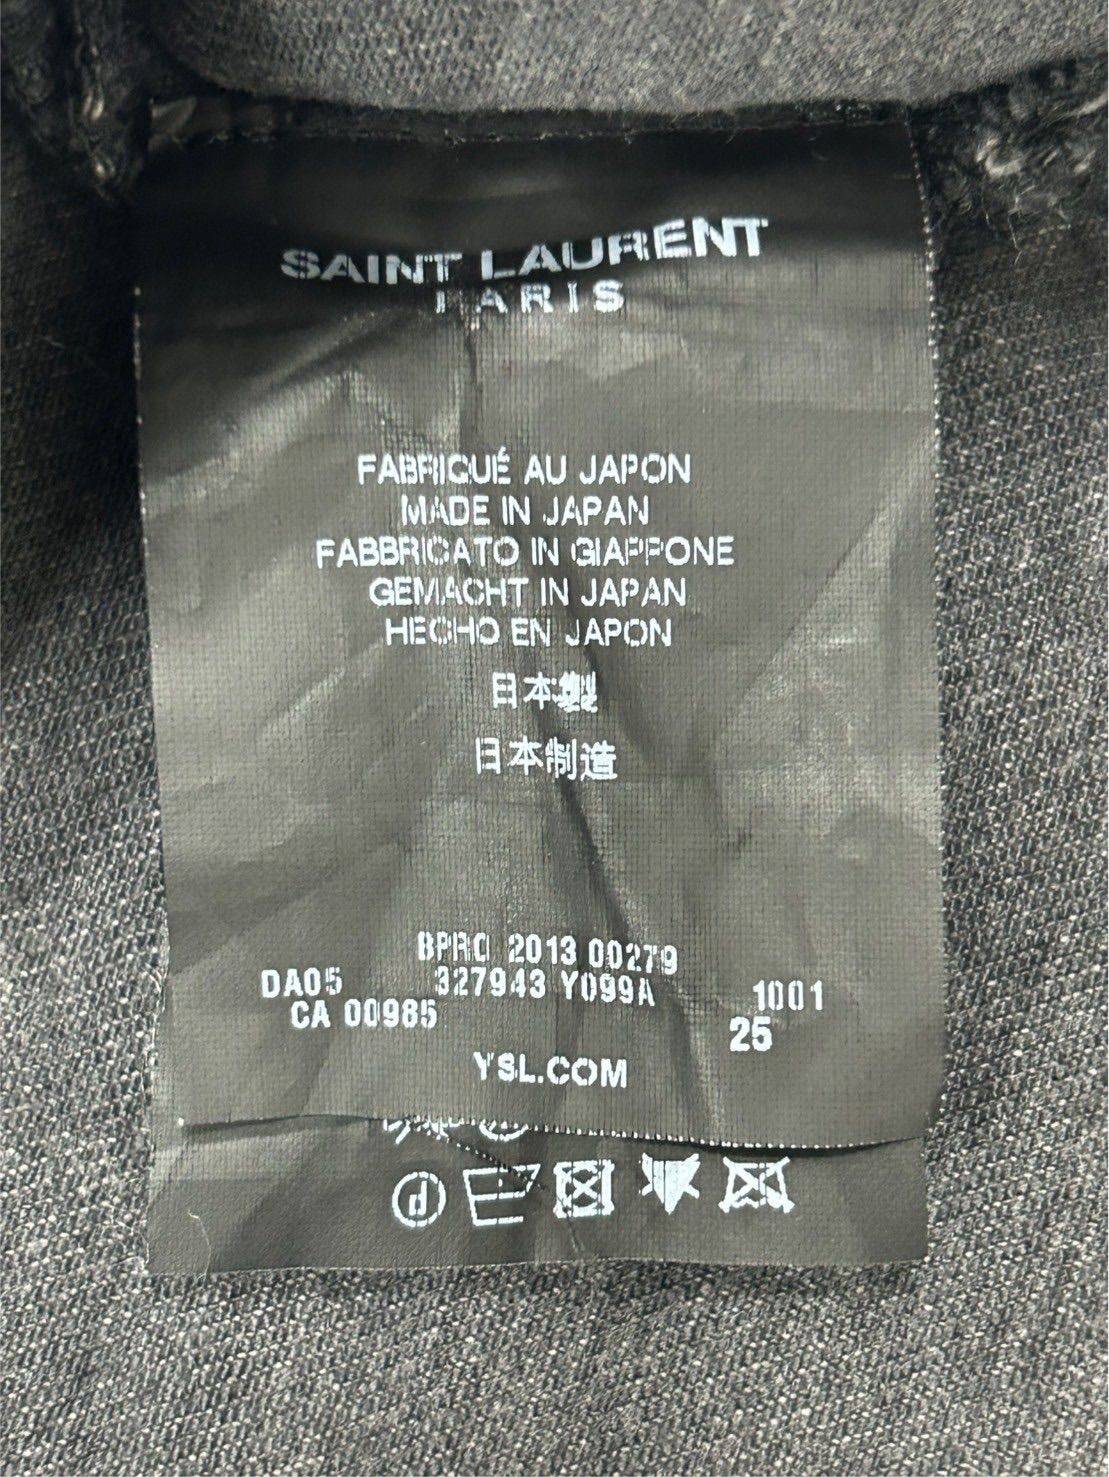 SAINT LAURENT
PARIS
FABRIQUÉ AU JAPON
MADE IN JAPAN
FABBRICATO IN GIAPPONE
GEMACHT IN JAPAN
HECHO EN JAPON
日本製
日本制造
BPRO 2013 00279
DA05 327943 Y099A 1001
CA 00985 25
YSL.COM